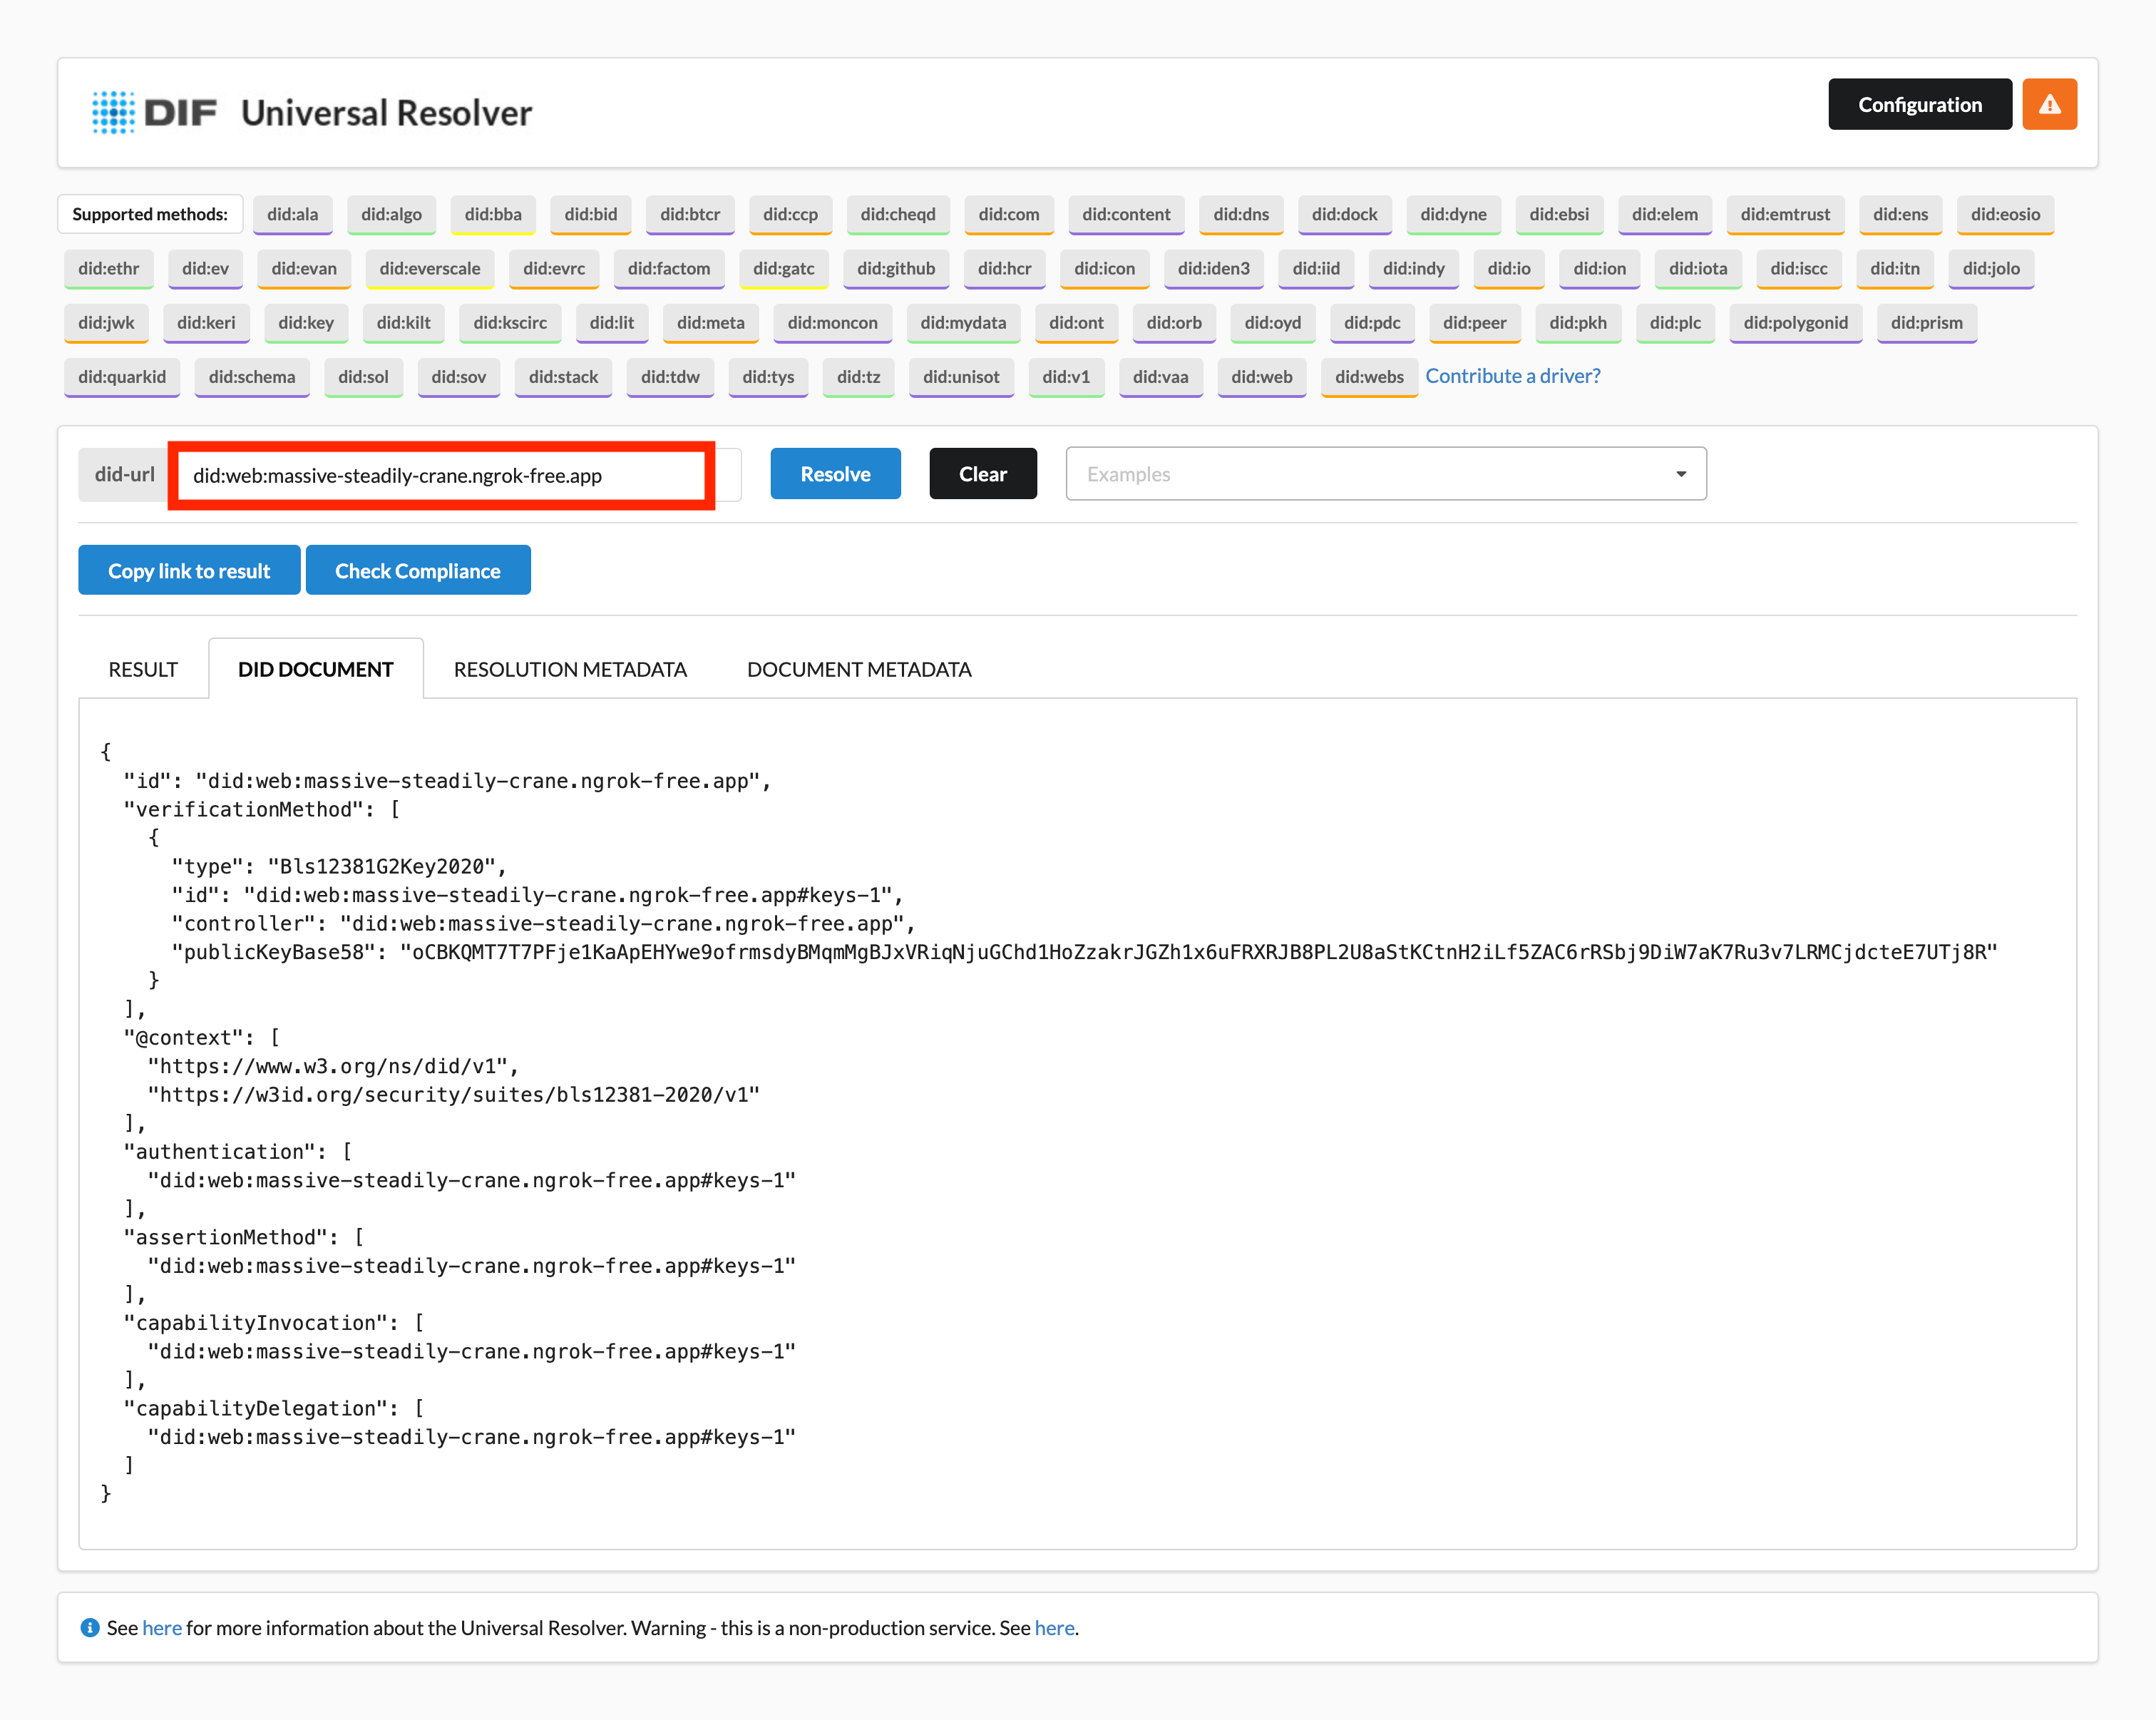 DIF Universal Resolver
Configuration
Supported methods: did:ala did:algo did:bba did:bid did:btcr did:ccp did:cheqd did:com did:content did:dns did:dock did:dyne did:ebsi did:elem did:emtrust did:ens did:eosio
did:ethr did:ev did:evan did:everscale did:evrc did:factom did:gatc did:github did:hcr did:icon did:iden3 did:iid did:indy did:io did:ion did:iota did:iscc did:itn did:jolo
did:jwk did:keri did:key did:kilt did:kscirc did:lit did:meta did:moncon did:mydata did:ont did:orb did:oyd did:pdc did:peer did:pkh did:plc did:polygonid did:prism
did:quarkid did:schema did:sol did:sov did:stack did:tdw did:tys did:tz did:unisot did:v1 did:vaa did:web did:webs Contribute a driver?
did-url did:web:massive-steadily-crane.ngrok-free.app Resolve Clear Examples
Copy link to result Check Compliance
RESULT DID DOCUMENT RESOLUTION METADATA DOCUMENT METADATA
{
"id": "did:web:massive-steadily-crane.ngrok-free.app",
"verificationMethod": [
{
"type": "Bls12381G2Key2020",
"id": "did:web:massive-steadily-crane.ngrok-free.app#keys-1",
"controller": "did:web:massive-steadily-crane.ngrok-free.app",
"publicKeyBase58": "oCBKQMT7T7PFje1KaApEHYwe9ofrmsdyBMqmMgBJxVRiqNjuGChd1HoZzakrJGZh1x6uFRXRJB8PL2U8aStKCtnH2iLf5ZAC6rRSbj9DiW7aK7Ru3v7LRMCjdcteE7UTj8R"
}
],
"@context": [
"https://www.w3.org/ns/did/v1",
"https://w3id.org/security/suites/bls12381-2020/v1"
],
"authentication": [
"did:web:massive-steadily-crane.ngrok-free.app#keys-1"
],
"assertionMethod": [
"did:web:massive-steadily-crane.ngrok-free.app#keys-1"
],
"capabilityInvocation": [
"did:web:massive-steadily-crane.ngrok-free.app#keys-1"
],
"capabilityDelegation": [
"did:web:massive-steadily-crane.ngrok-free.app#keys-1"
]
}
See here for more information about the Universal Resolver. Warning - this is a non-production service. See here.